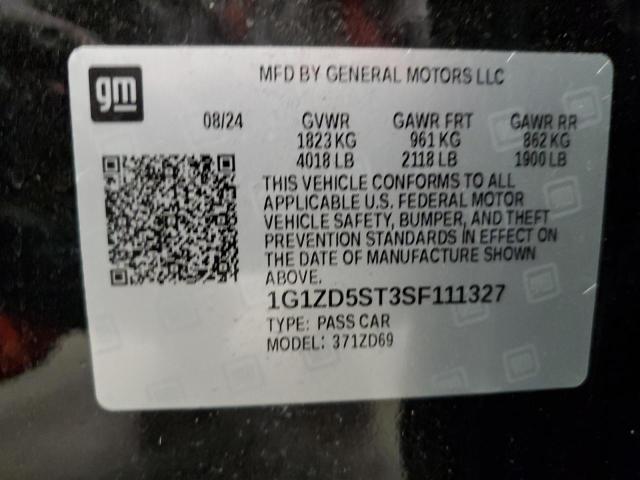 gm
MFD BY GENERAL MOTORS LLC
08/24 GVWR GAWR FRT GAWR RR
1823 KG 961 KG 862 KG
4018 LB 2118 LB 1900 LB
THIS VEHICLE CONFORMS TO ALL
APPLICABLE U.S. FEDERAL MOTOR
VEHICLE SAFETY, BUMPER, AND THEFT
PREVENTION STANDARDS IN EFFECT ON
THE DATE OF MANUFACTURE SHOWN
ABOVE.
1G1ZD5ST3SF111327
TYPE: PASS CAR
MODEL: 371ZD69